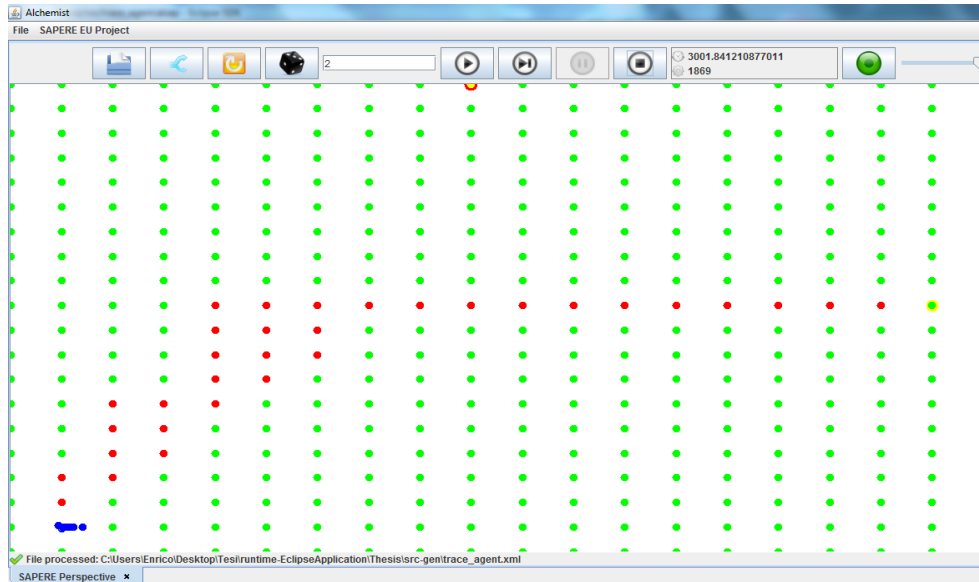 Alchemist
File SAPERE EU Project
2
3001.841210877011
1869
File processed: C:\Users\Enrico\Desktop\Tesi\runtime-EclipseApplication\Thesis\src-gen\trace_agent.xml
SAPERE Perspective ×